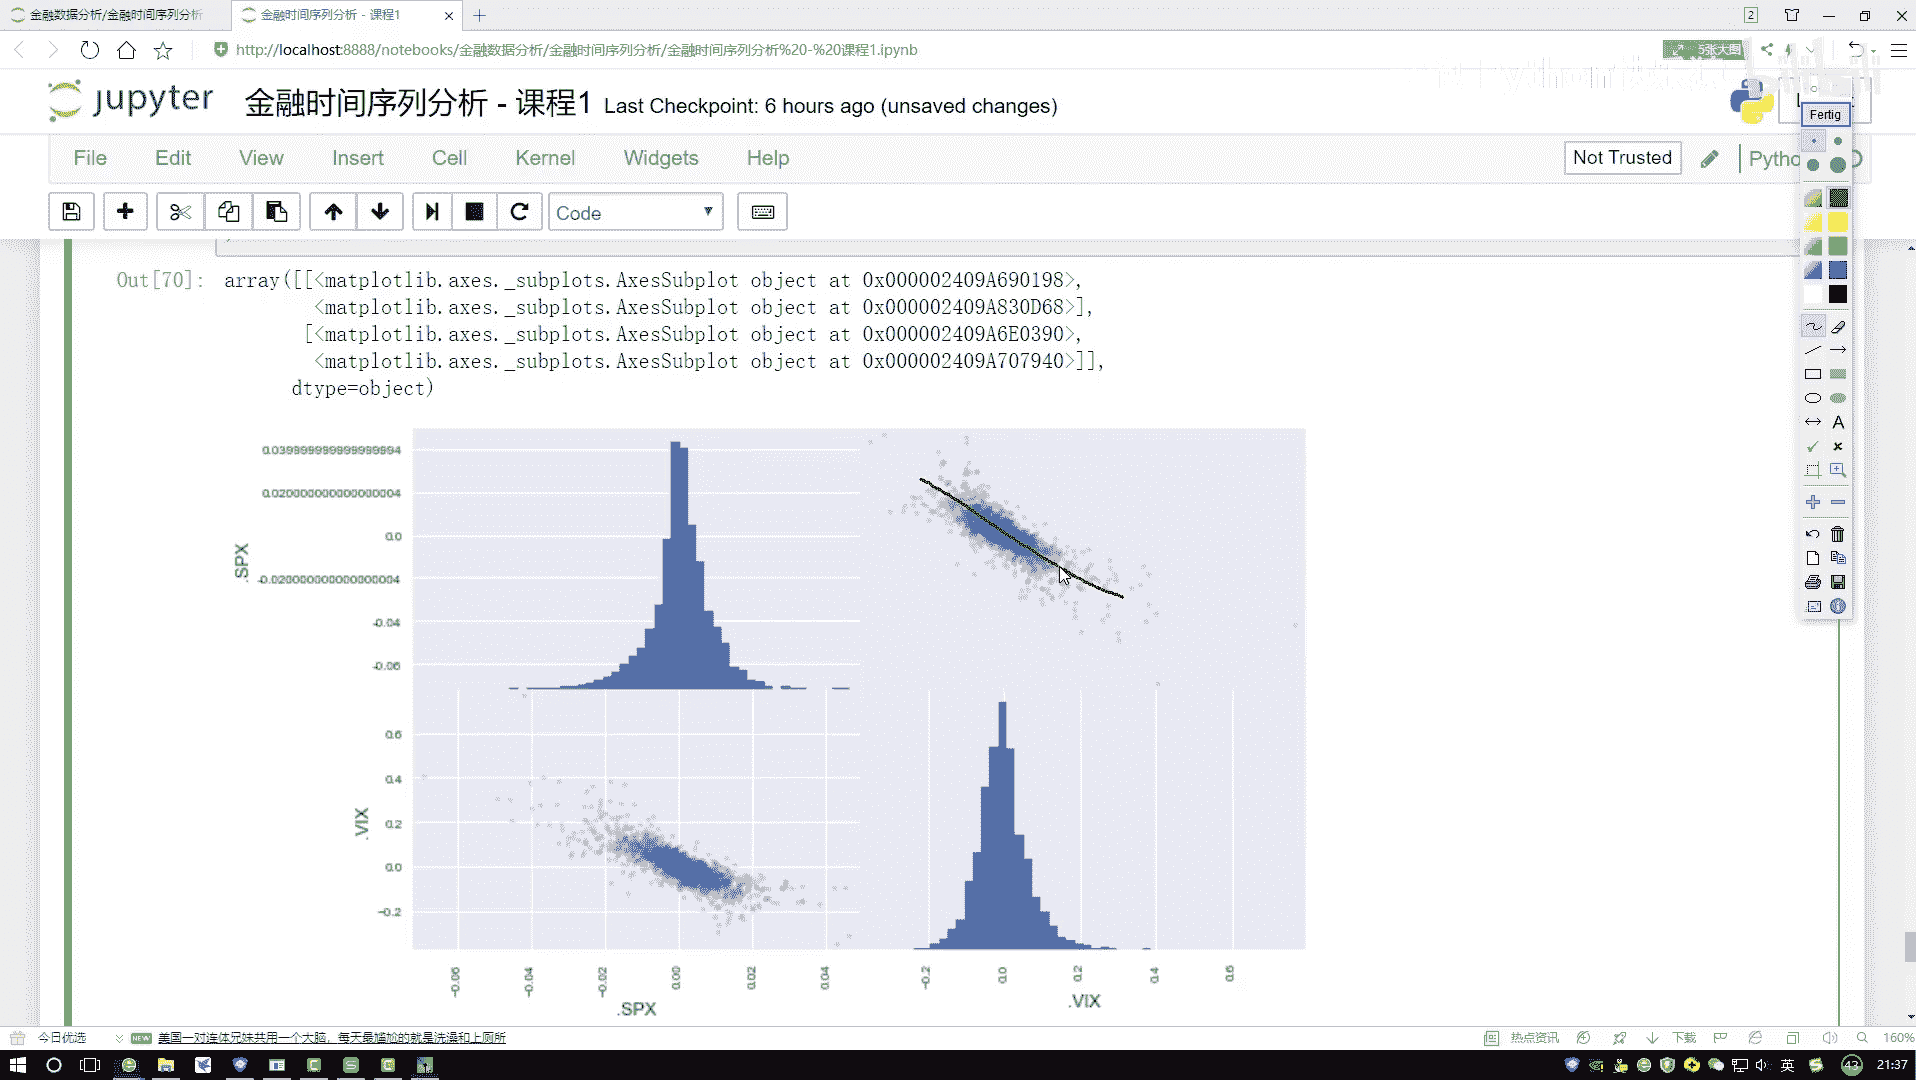 金融数据分析/金融时间序列分析
金融时间序列分析 - 课程1
2
http://localhost:8888/notebooks/金融数据分析/金融时间序列分析/金融时间序列分析%20-%20课程1.ipynb
5张大图
jupyter
金融时间序列分析 - 课程1 Last Checkpoint: 6 hours ago (unsaved changes)
Fertig
File Edit View Insert Cell Kernel Widgets Help
Not Trusted
Code
A
Out[70]: array([[<matplotlib.axes._subplots.AxesSubplot object at 0x000002409A690198>,
<matplotlib.axes._subplots.AxesSubplot object at 0x000002409A830D68>],
[<matplotlib.axes._subplots.AxesSubplot object at 0x000002409A6E0390>,
<matplotlib.axes._subplots.AxesSubplot object at 0x000002409A707940>]],
dtype=object)
0.020000000000000004
0.0
-0.020000000000000004
-0.04
-0.06
.SPX
0.6
0.4
0.2
0.0
-0.2
.VIX
-0.06 -0.04 -0.02 0.00 0.02 0.04
.SPX
-0.2 0.0 0.2 0.4 0.6
.VIX
今日优选
NEW
美国一对连体兄妹共用一个大脑，每天最尴尬的就是洗澡和上厕所
热点资讯
下载
160%
英
43
21:37